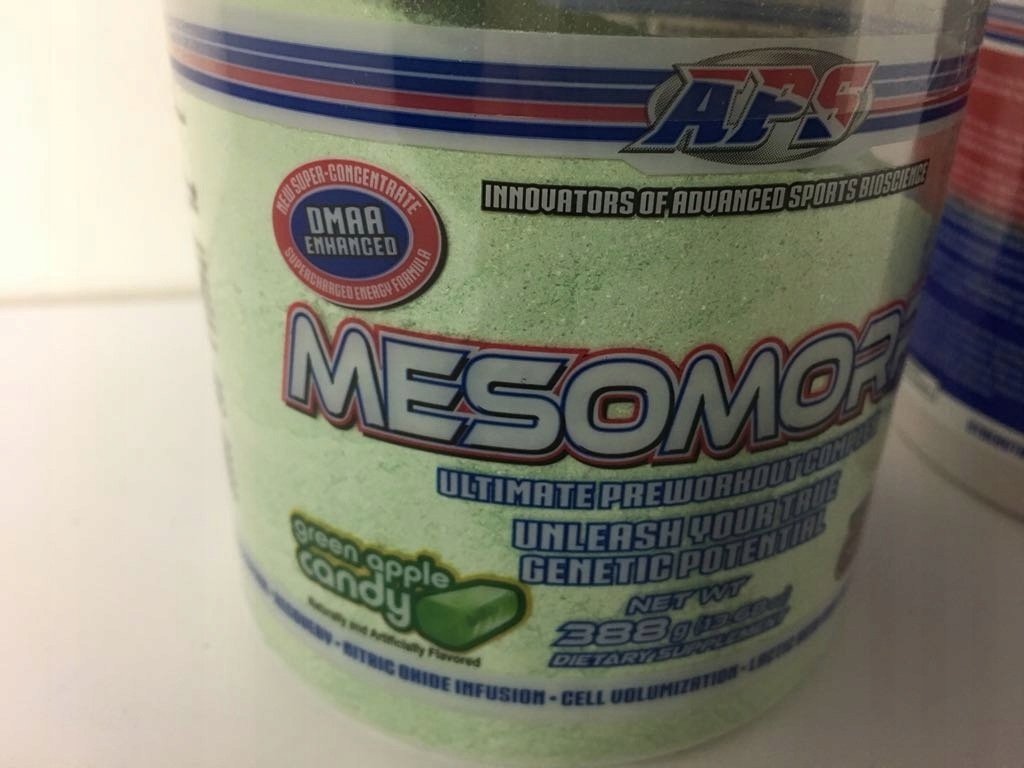 APS
INNOVATORS OF ADVANCED SPORTS BIOSCIENCE
NEW SUPER-CONCENTRATE
DMAA
ENHANCED
SUPERCHARGED ENERGY FORMULA
MESOMOR
ULTIMATE PREWORKOUT
UNLEASH YOUR TRUE
GENETIC POTENTIAL
green apple
candy
Naturally and Artificially Flavored
NET WT
388g
DIETARY SUPPLEMENT
NITRIC OXIDE INFUSION • CELL VOLUMIZATION •